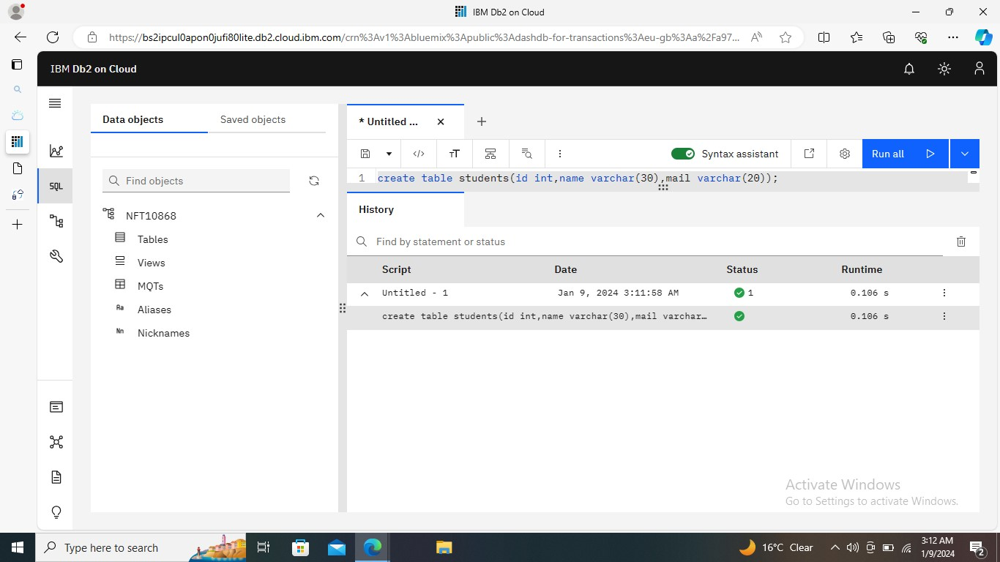 IBM Db2 on Cloud
https://bs2ipcul0apon0jufi80lite.db2.cloud.ibm.com/crn%3Av1%3Abluemix%3Apublic%3Adashdb-for-transactions%3Aeu-gb%3Aa%2Fa97...
IBM Db2 on Cloud
Data objects Saved objects
* Untitled ...
SQL
Syntax assistant Run all
Find objects
1 create table students(id int,name varchar(30),mail varchar(20));
NFT10868
Tables
Views
MQTs
Aa Aliases
Nn Nicknames
History
Find by statement or status
Script Date Status Runtime
Untitled - 1 Jan 9, 2024 3:11:58 AM 1 0.106 s
create table students(id int,name varchar(30),mail varchar... 0.106 s
Activate Windows
Go to Settings to activate Windows.
Type here to search
16°C Clear
3:12 AM
1/9/2024
2